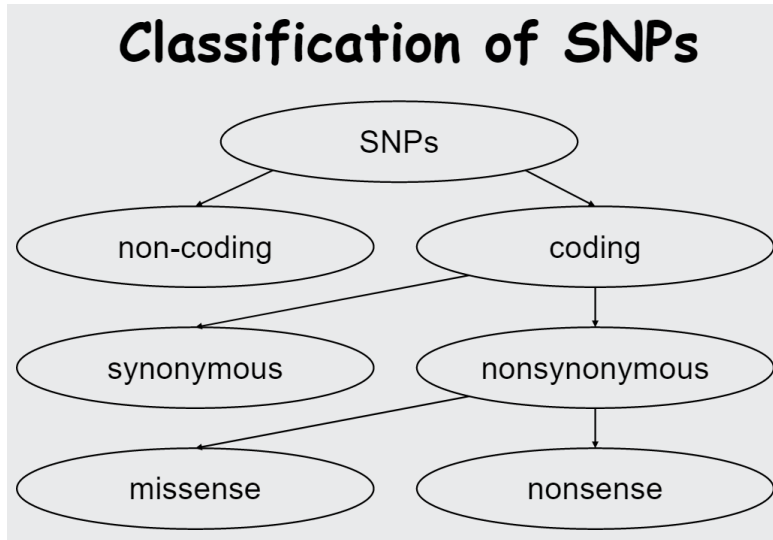 Classification of SNPs
SNPs
non-coding
coding
synonymous
nonsynonymous
missense
nonsense